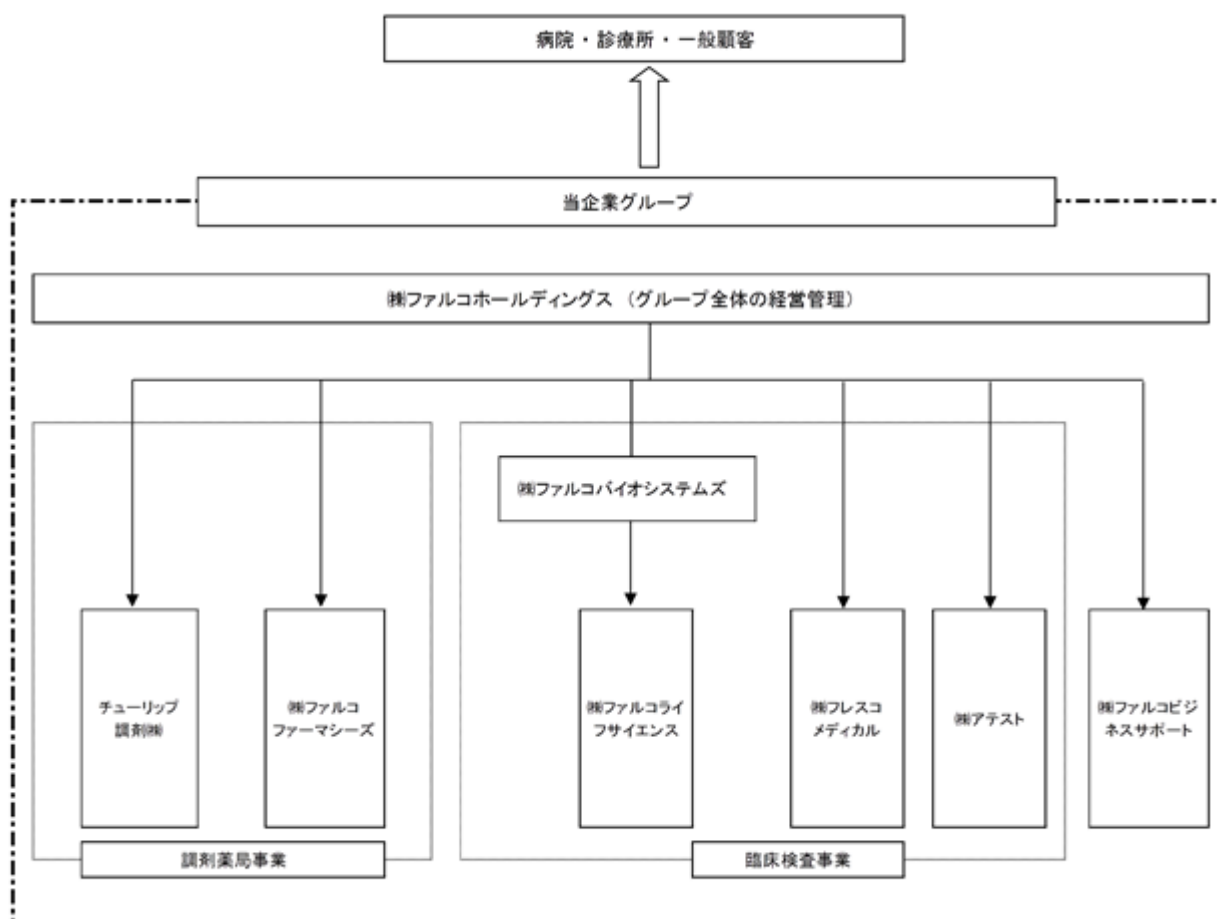 病院・診療所・一般顧客
当企業グループ
㈱ファルコホールディングス（グループ全体の経営管理）
㈱ファルコバイオシステムズ
チューリップ
調剤㈱
㈱ファルコ
ファーマシーズ
㈱ファルコライ
フサイエンス
㈱フレスコ
メディカル
㈱アテスト
㈱ファルコビジ
ネスサポート
調剤薬局事業
臨床検査事業